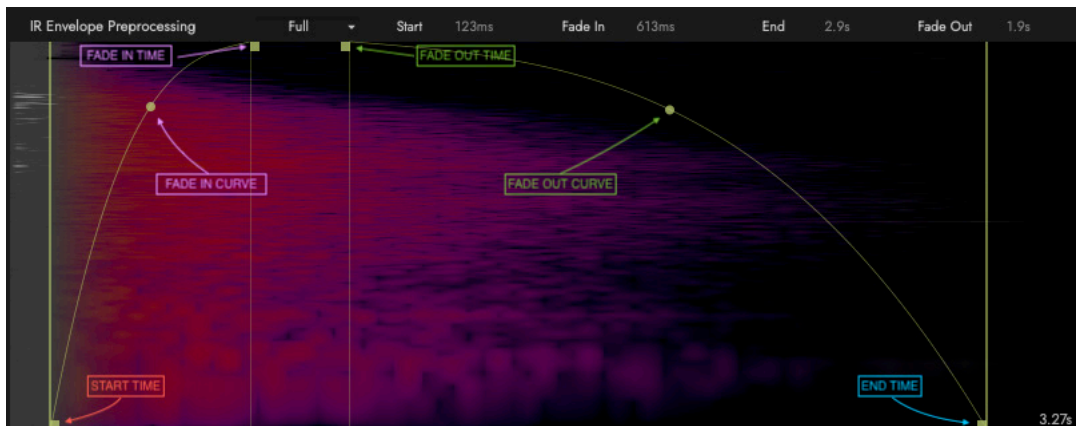 IR Envelope Preprocessing Full Start 123ms Fade In 613ms End 2.9s Fade Out 1.9s
FADE IN TIME FADE OUT TIME
FADE IN CURVE FADE OUT CURVE
START TIME END TIME
3.27s